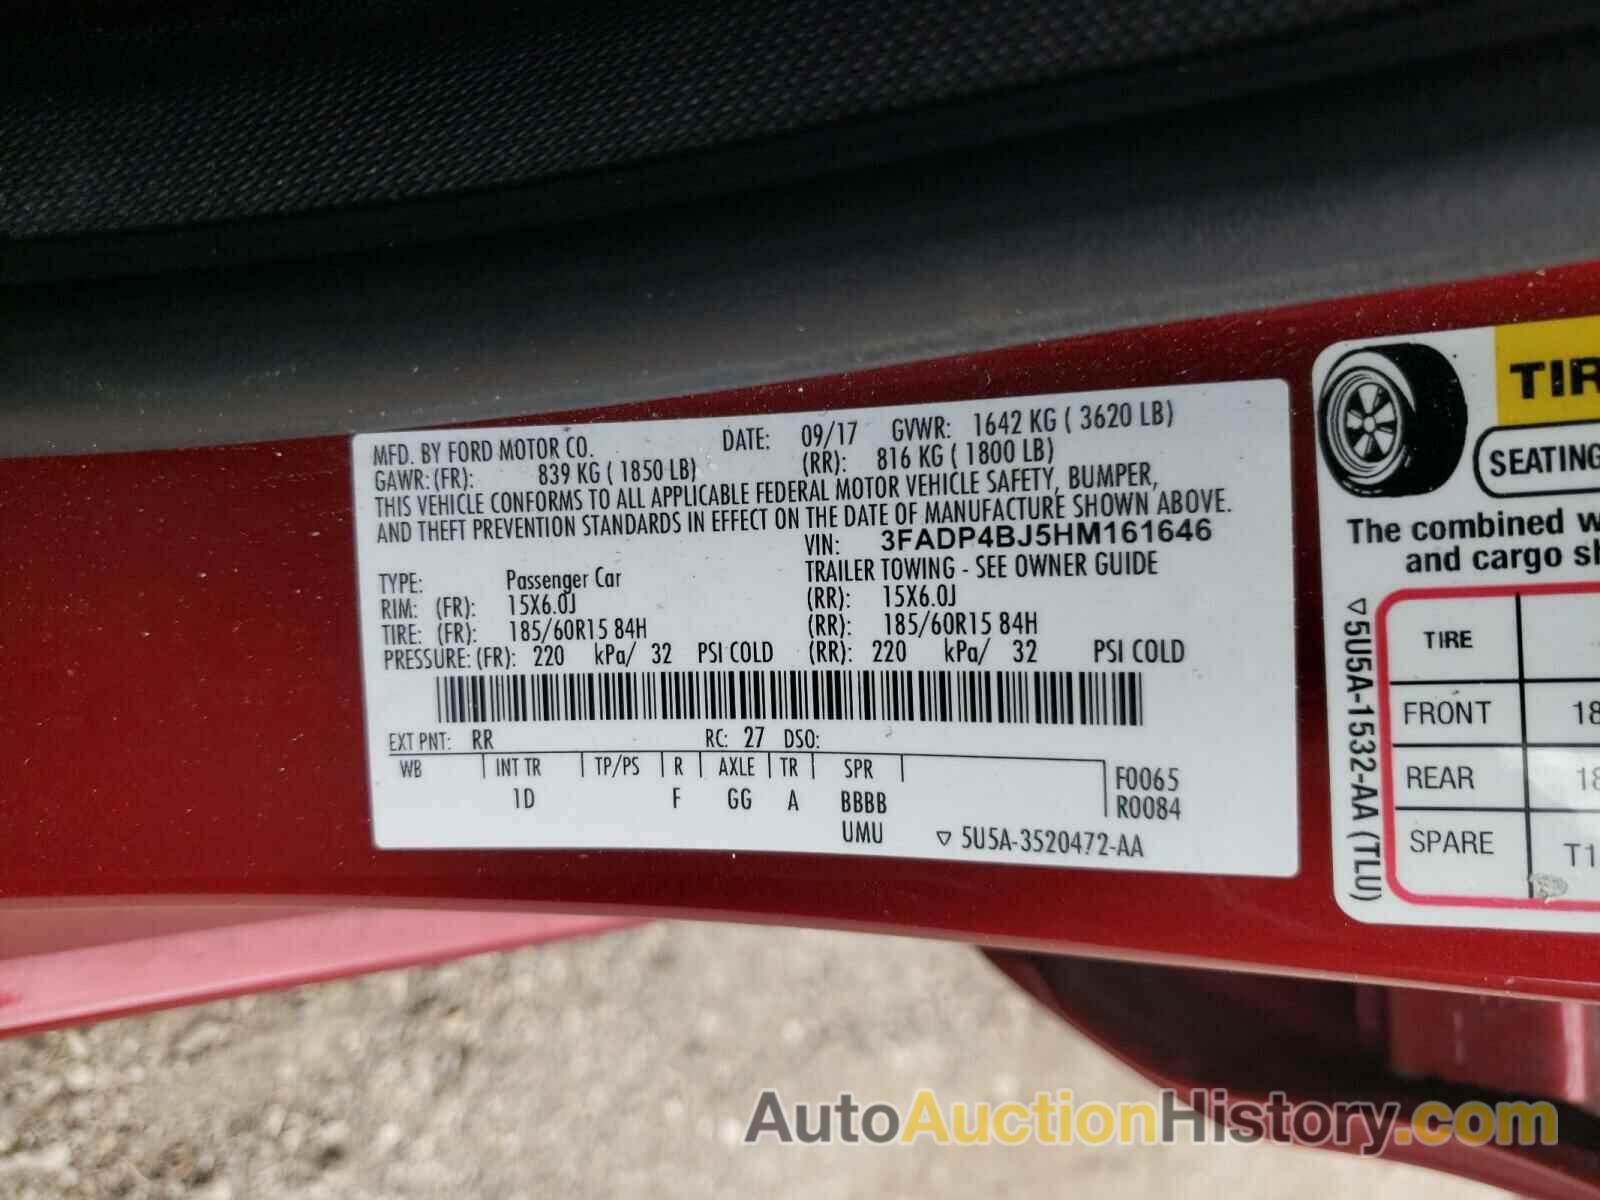 MFD. BY FORD MOTOR CO. DATE: 09/17 GVWR: 1642 KG ( 3620 LB)
GAWR: (FR): 839 KG ( 1850 LB) (RR): 816 KG ( 1800 LB)
THIS VEHICLE CONFORMS TO ALL APPLICABLE FEDERAL MOTOR VEHICLE SAFETY, BUMPER,
AND THEFT PREVENTION STANDARDS IN EFFECT ON THE DATE OF MANUFACTURE SHOWN ABOVE.
VIN: 3FADP4BJ5HM161646
TRAILER TOWING - SEE OWNER GUIDE
TYPE: Passenger Car
RIM: (FR): 15X6.0J (RR): 15X6.0J
TIRE: (FR): 185/60R15 84H (RR): 185/60R15 84H
PRESSURE: (FR): 220 kPa/ 32 PSI COLD (RR): 220 kPa/ 32 PSI COLD
EXT PNT: RR RC: 27 DSO:
WB INT TR TP/PS R AXLE TR SPR
1D F GG A BBBB
UMU
F0065
R0084
▽ 5U5A-3520472-AA
TIR
SEATING
The combined w
and cargo sh
TIRE
FRONT 18
REAR 18
SPARE T1
▽5U5A-1532-AA (TLU)
AutoAuctionHistory.com